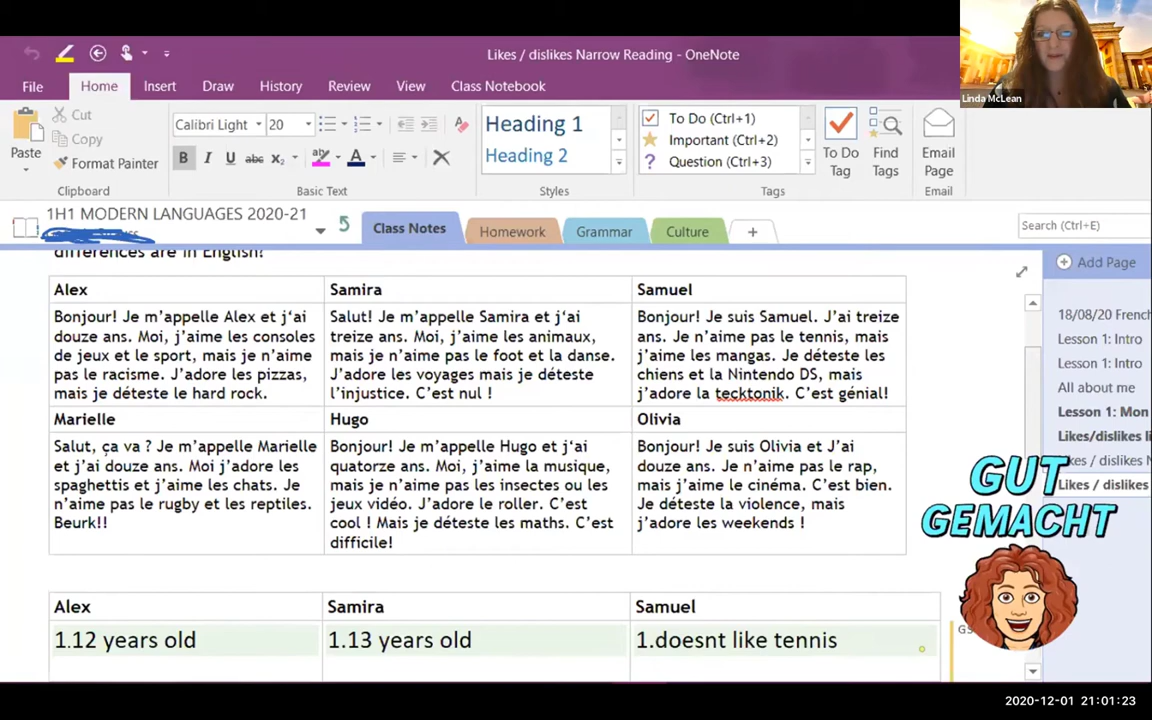 Likes / dislikes Narrow Reading - OneNote
Linda McLean
File Home Insert Draw History Review View Class Notebook
Paste
Cut
Copy
Format Painter
Clipboard
Calibri Light 20
B I U abc X₂ A
Basic Text
Heading 1
Heading 2
Styles
To Do (Ctrl+1)
Important (Ctrl+2)
Question (Ctrl+3)
Tags
To Do
Tag
Find
Tags
Email
Page
Email
1H1 MODERN LANGUAGES 2020-21
Class Notes Homework Grammar Culture +
Search (Ctrl+E)
Add Page
18/08/20 French
Lesson 1: Intro
Lesson 1: Intro
All about me
Lesson 1: Mon
Likes/dislikes l
/ dislikes
Likes / dislikes
differences are in English?
Alex
Bonjour! Je m'appelle Alex et j'ai
douze ans. Moi, j'aime les consoles
de jeux et le sport, mais je n'aime
pas le racisme. J'adore les pizzas,
mais je déteste le hard rock.
Samira
Salut! Je m'appelle Samira et j'ai
treize ans. Moi, j'aime les animaux,
mais je n'aime pas le foot et la danse.
J'adore les voyages mais je déteste
l'injustice. C'est nul !
Samuel
Bonjour! Je suis Samuel. J'ai treize
ans. Je n'aime pas le tennis, mais
j'aime les mangas. Je déteste les
chiens et la Nintendo DS, mais
j'adore la tecktonik. C'est génial!
Marielle
Salut, ça va ? Je m'appelle Marielle
et j'ai douze ans. Moi j'adore les
spaghettis et j'aime les chats. Je
n'aime pas le rugby et les reptiles.
Beurk!!
Hugo
Bonjour! Je m'appelle Hugo et j'ai
quatorze ans. Moi, j'aime la musique,
mais je n'aime pas les insectes ou les
jeux vidéo. J'adore le roller. C'est
cool ! Mais je déteste les maths. C'est
difficile!
Olivia
Bonjour! Je suis Olivia et J'ai
douze ans. Je n'aime pas le rap,
mais j'aime le cinéma. C'est bien.
Je déteste la violence, mais
j'adore les weekends !
GUT
GEMACHT
Alex
1.12 years old
Samira
1.13 years old
Samuel
1.doesnt like tennis
2020-12-01 21:01:23